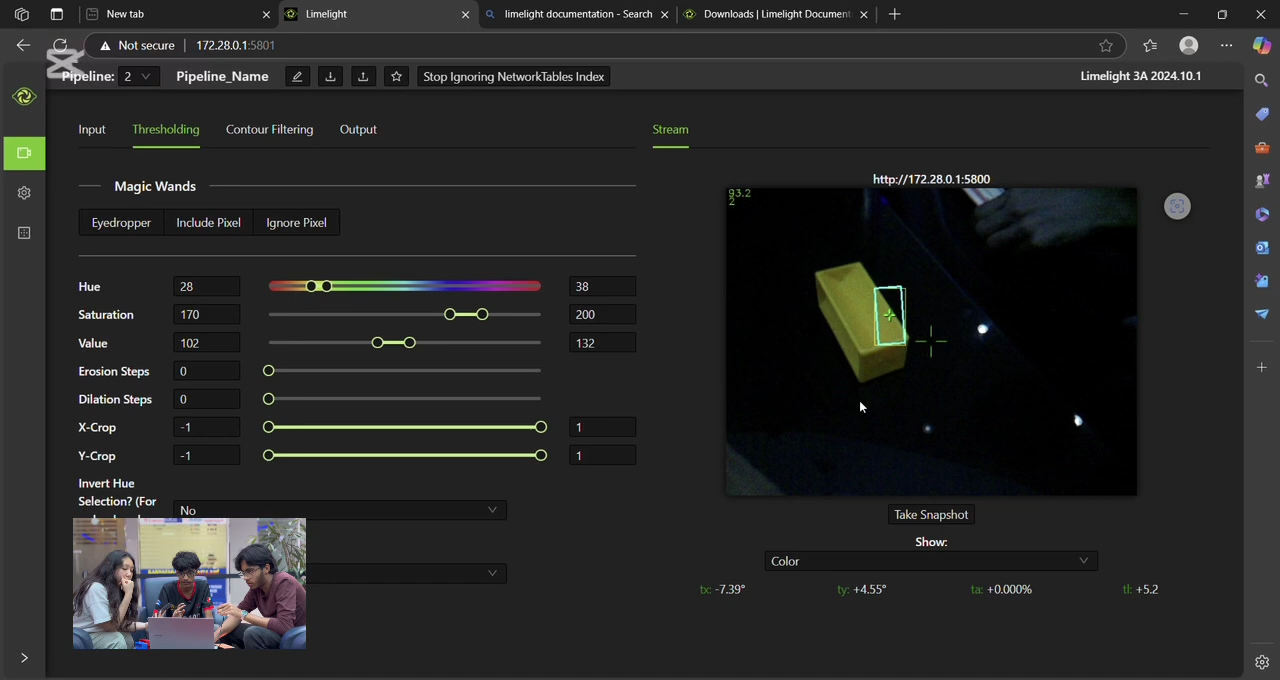 New tab
Limelight
limelight documentation - Search
Downloads | Limelight Document
Not secure
172.28.0.1:5801
Pipeline: 2
Pipeline_Name
Stop Ignoring NetworkTables Index
Limelight 3A 2024.10.1
Input
Thresholding
Contour Filtering
Output
Stream
Magic Wands
Eyedropper
Include Pixel
Ignore Pixel
Hue 28 38
Saturation 170 200
Value 102 132
Erosion Steps 0
Dilation Steps 0
X-Crop -1 1
Y-Crop -1 1
Invert Hue
Selection? (For
No
http://172.28.0.1:5800
93.2
2
Take Snapshot
Show:
Color
tx: -7.39°
ty: +4.55°
ta: +0.000%
tl: +5.2